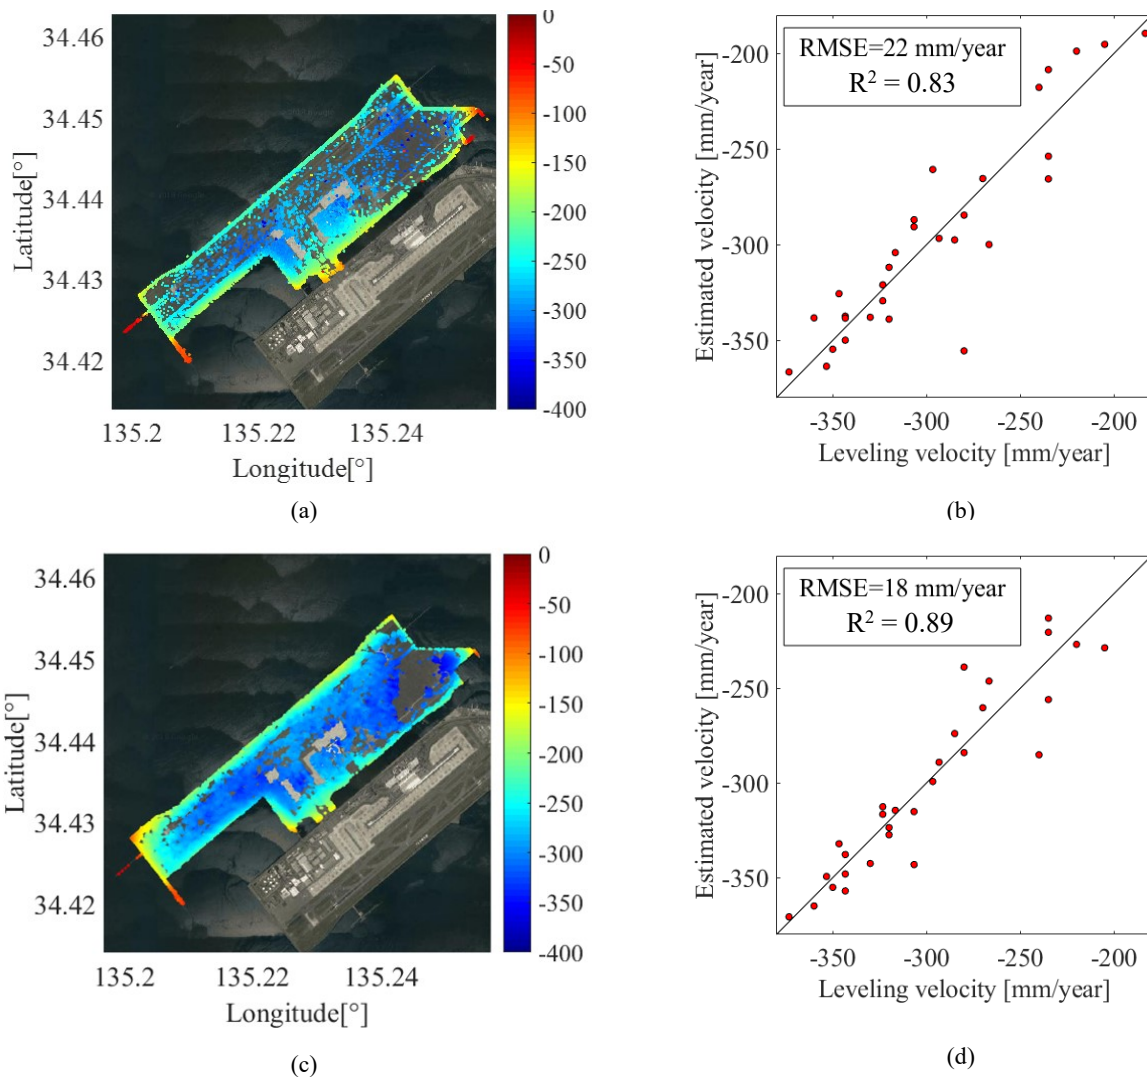 34.46
34.45
34.44
34.43
34.42
Latitude[°]
135.2 135.22 135.24
Longitude[°]
0
-50
-100
-150
-200
-250
-300
-350
-400
(a)
RMSE=22 mm/year
R² = 0.83
-200
-250
-300
-350
Estimated velocity [mm/year]
-350 -300 -250 -200
Leveling velocity [mm/year]
(b)
34.46
34.45
34.44
34.43
34.42
Latitude[°]
135.2 135.22 135.24
Longitude[°]
0
-50
-100
-150
-200
-250
-300
-350
-400
(c)
RMSE=18 mm/year
R² = 0.89
-200
-250
-300
-350
Estimated velocity [mm/year]
-350 -300 -250 -200
Leveling velocity [mm/year]
(d)